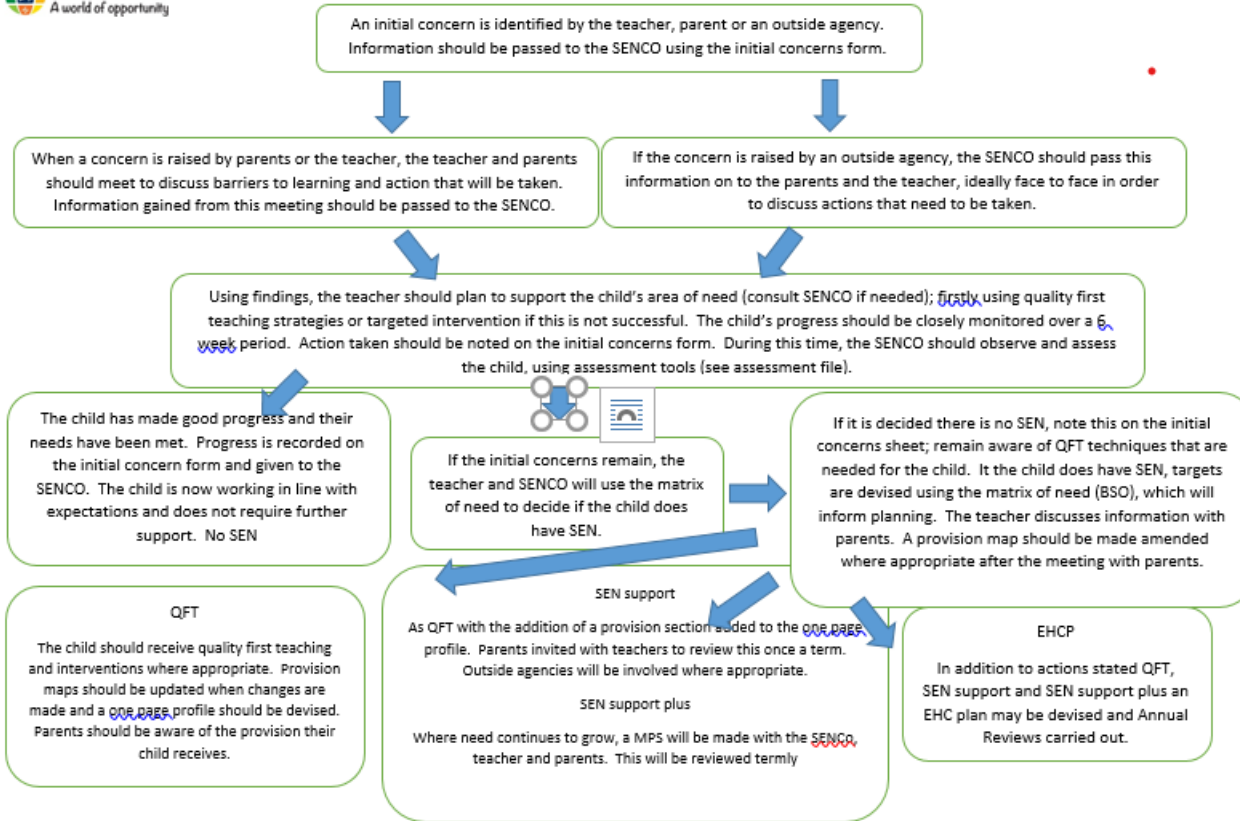 A world of opportunity
An initial concern is identified by the teacher, parent or an outside agency.
Information should be passed to the SENCO using the initial concerns form.
When a concern is raised by parents or the teacher, the teacher and parents
should meet to discuss barriers to learning and action that will be taken.
Information gained from this meeting should be passed to the SENCO.
If the concern is raised by an outside agency, the SENCO should pass this
information on to the parents and the teacher, ideally face to face in order
to discuss actions that need to be taken.
Using findings, the teacher should plan to support the child's area of need (consult SENCO if needed); firstly using quality first
teaching strategies or targeted intervention if this is not successful. The child's progress should be closely monitored over a 6
week period. Action taken should be noted on the initial concerns form. During this time, the SENCO should observe and assess
the child, using assessment tools (see assessment file).
The child has made good progress and their
needs have been met. Progress is recorded on
the initial concern form and given to the
SENCO. The child is now working in line with
expectations and does not require further
support. No SEN
If the initial concerns remain, the
teacher and SENCO will use the matrix
of need to decide if the child does
have SEN.
If it is decided there is no SEN, note this on the initial
concerns sheet; remain aware of QFT techniques that are
needed for the child. It the child does have SEN, targets
are devised using the matrix of need (BSO), which will
inform planning. The teacher discusses information with
parents. A provision map should be made amended
where appropriate after the meeting with parents.
QFT
The child should receive quality first teaching
and interventions where appropriate. Provision
maps should be updated when changes are
made and a one page profile should be devised.
Parents should be aware of the provision their
child receives.
SEN support
As QFT with the addition of a provision section added to the one page
profile. Parents invited with teachers to review this once a term.
Outside agencies will be involved where appropriate.
SEN support plus
Where need continues to grow, a MPS will be made with the SENCo,
teacher and parents. This will be reviewed termly
EHCP
In addition to actions stated QFT,
SEN support and SEN support plus an
EHC plan may be devised and Annual
Reviews carried out.